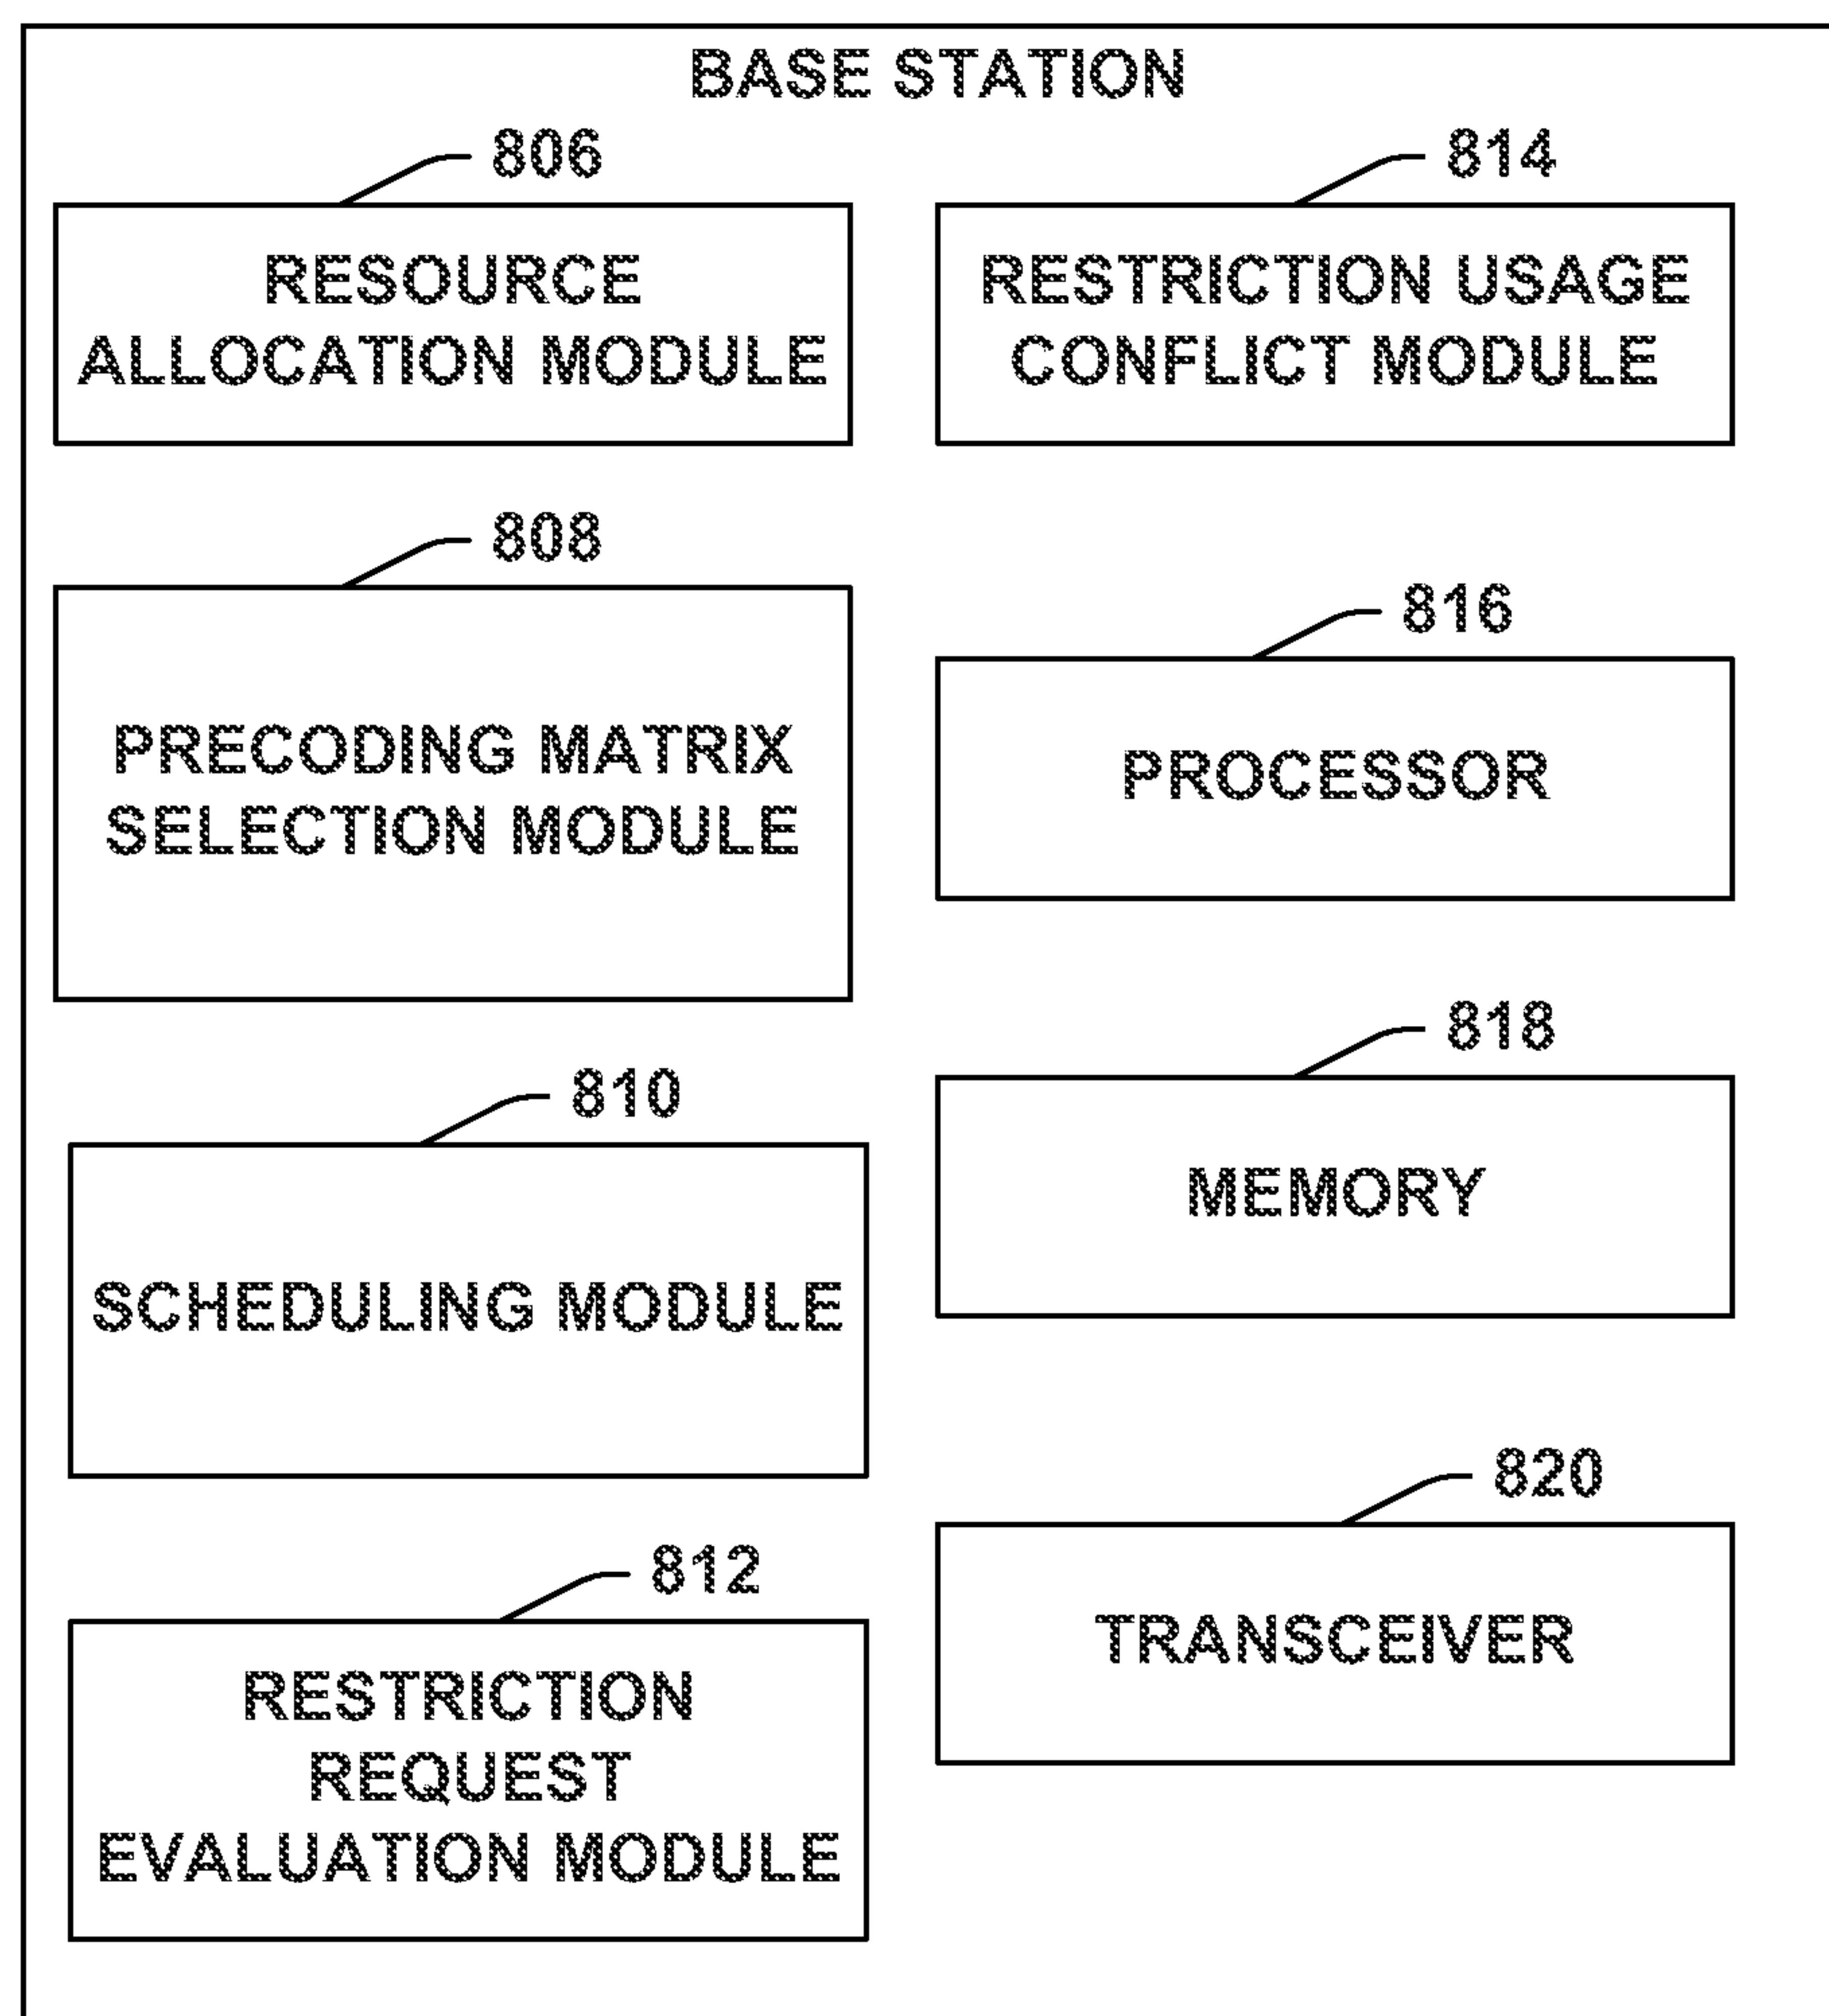 BASE STATION
806
RESOURCE
ALLOCATION MODULE
808
PRECODING MATRIX
SELECTION MODULE
810
SCHEDULING MODULE
812
RESTRICTION
REQUEST
EVALUATION MODULE
814
RESTRICTION USAGE
CONFLICT MODULE
816
PROCESSOR
818
MEMORY
820
TRANSCEIVER